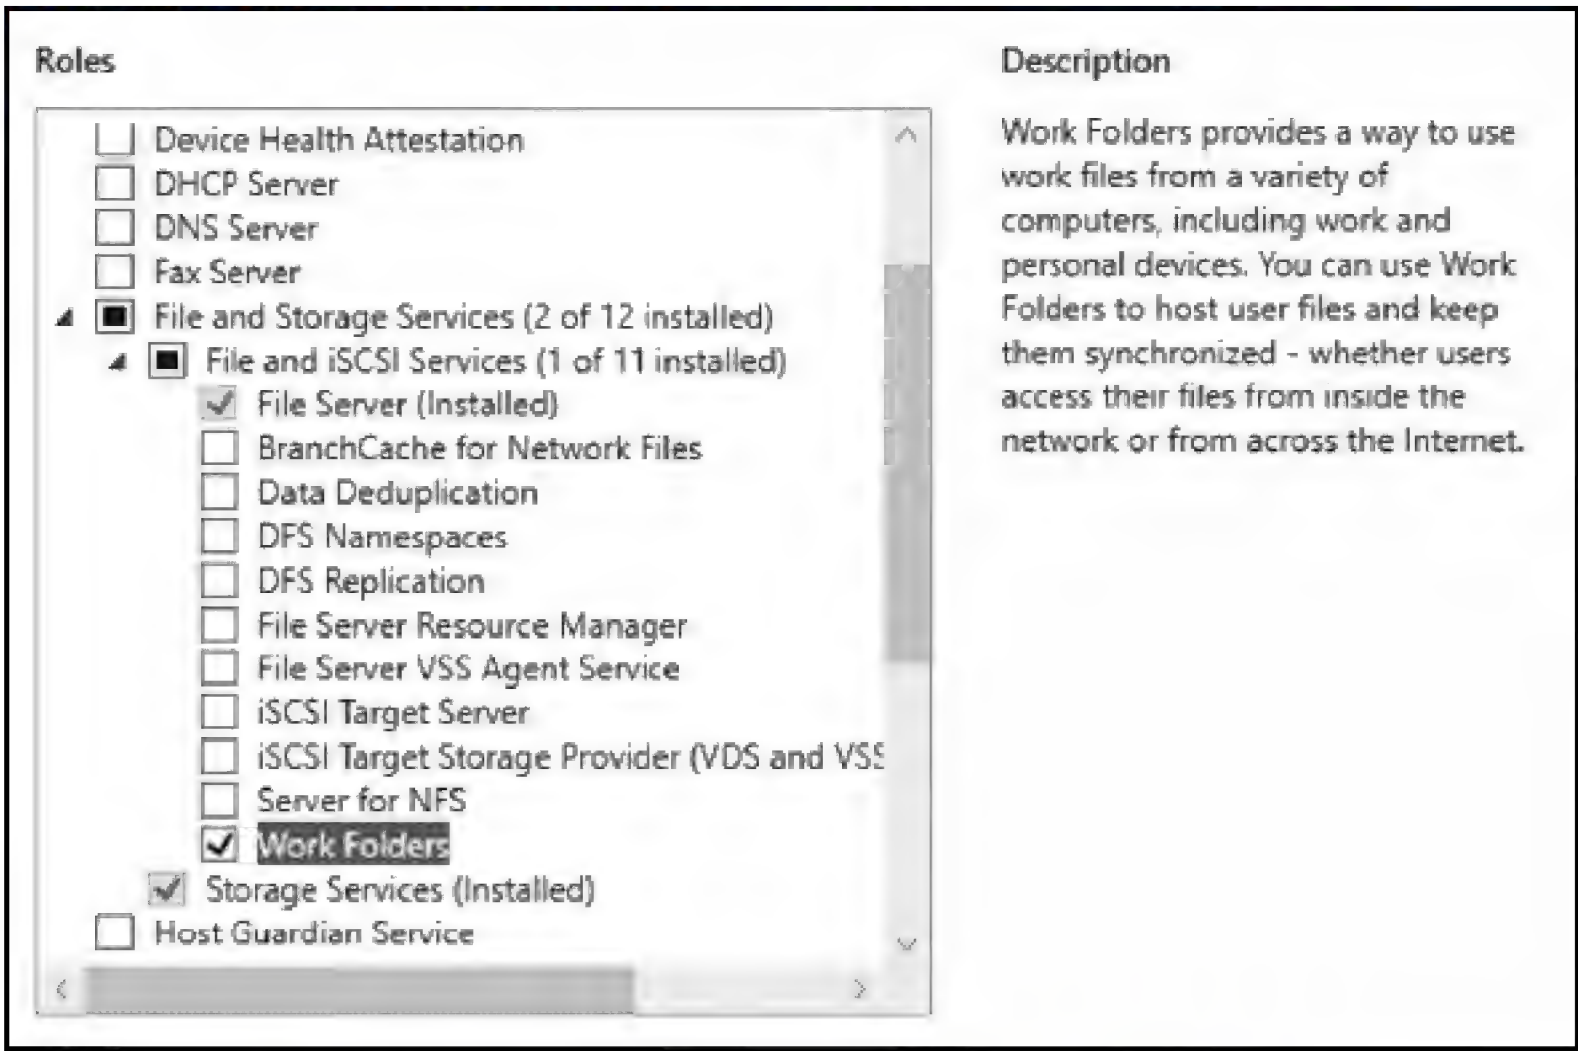 Roles
Device Health Attestation
DHCP Server
DNS Server
Fax Server
File and Storage Services (2 of 12 installed)
File and iSCSI Services (1 of 11 installed)
File Server (Installed)
BranchCache for Network Files
Data Deduplication
DFS Namespaces
DFS Replication
File Server Resource Manager
File Server VSS Agent Service
iSCSI Target Server
iSCSI Target Storage Provider (VDS and VSS
Server for NFS
Work Folders
Storage Services (Installed)
Host Guardian Service
Description
Work Folders provides a way to use
work files from a variety of
computers, including work and
personal devices. You can use Work
Folders to host user files and keep
them synchronized - whether users
access their files from inside the
network or from across the Internet.